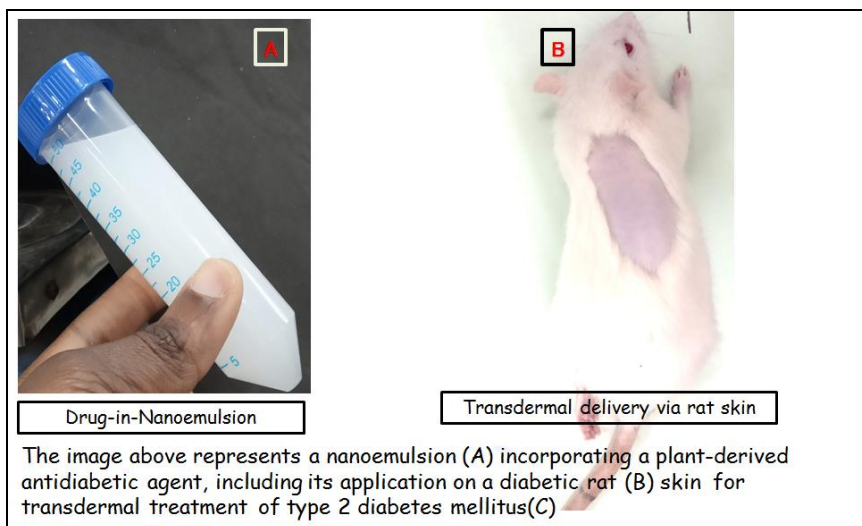 A
B
50
45
40
35
30
25
20
5
Drug-in-Nanoemulsion
Transdermal delivery via rat skin
The image above represents a nanoemulsion (A) incorporating a plant-derived
antidiabetic agent, including its application on a diabetic rat (B) skin for
transdermal treatment of type 2 diabetes mellitus(C)